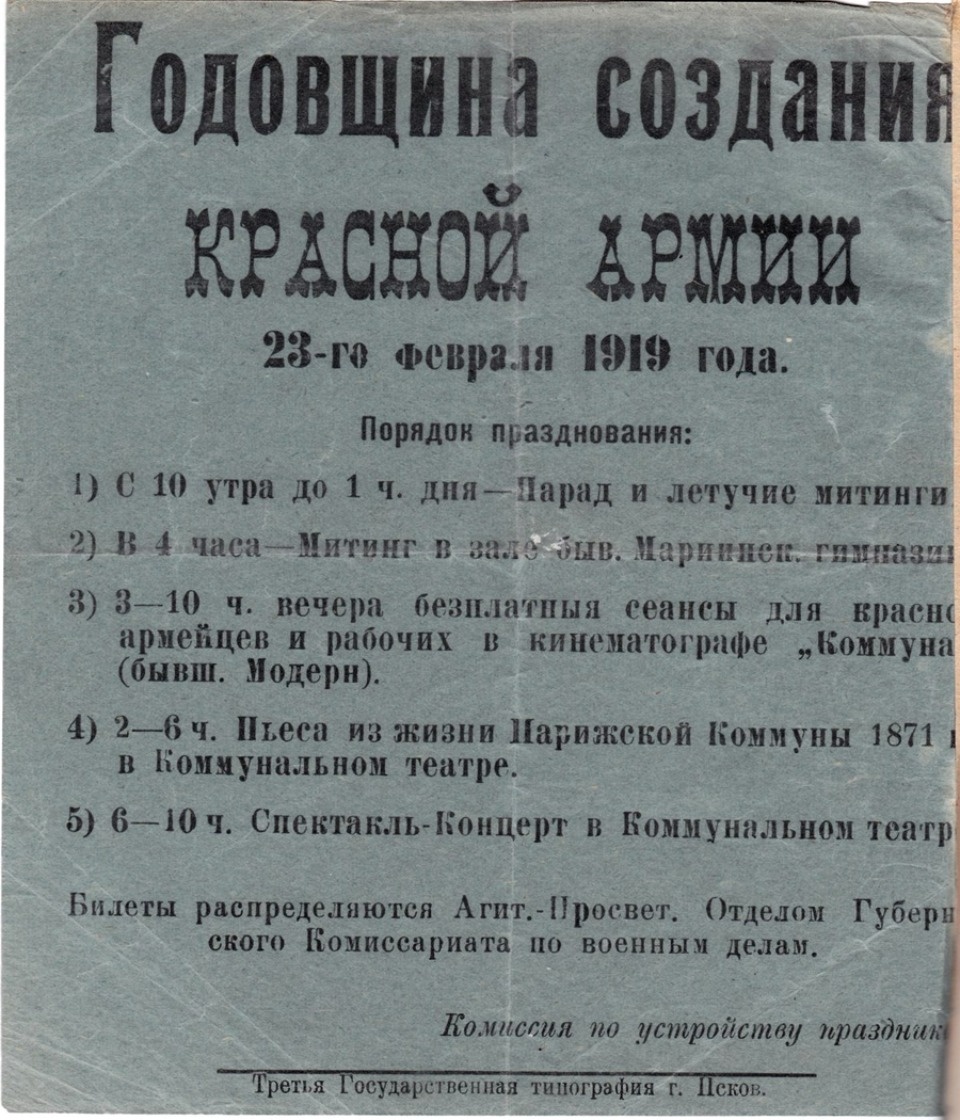 Годовщина создания
КРАСНОЙ АРМИИ
23-го февраля 1919 года.
Порядок празднования:
1) С 10 утра до 1 ч. дня—Парад и летучие митинги
2) В 4 часа—Митинг в зале быв. Мариинск. гимназии
3) 3—10 ч. вечера безплатныя сеансы для красно
армейцев и рабочих в кинематографе „Коммуна
(бывш. Модерн).
4) 2—6 ч. Пьеса из жизни Парижской Коммуны 1871
в Коммунальном театре.
5) 6—10 ч. Спектакль-Концерт в Коммунальном театр
Билеты распределяются Агит.-Просвет. Отделом Губерн
ского Комиссариата по военным делам.
Комиссия по устройству праздник
Третья Государственная типография г. Псков.